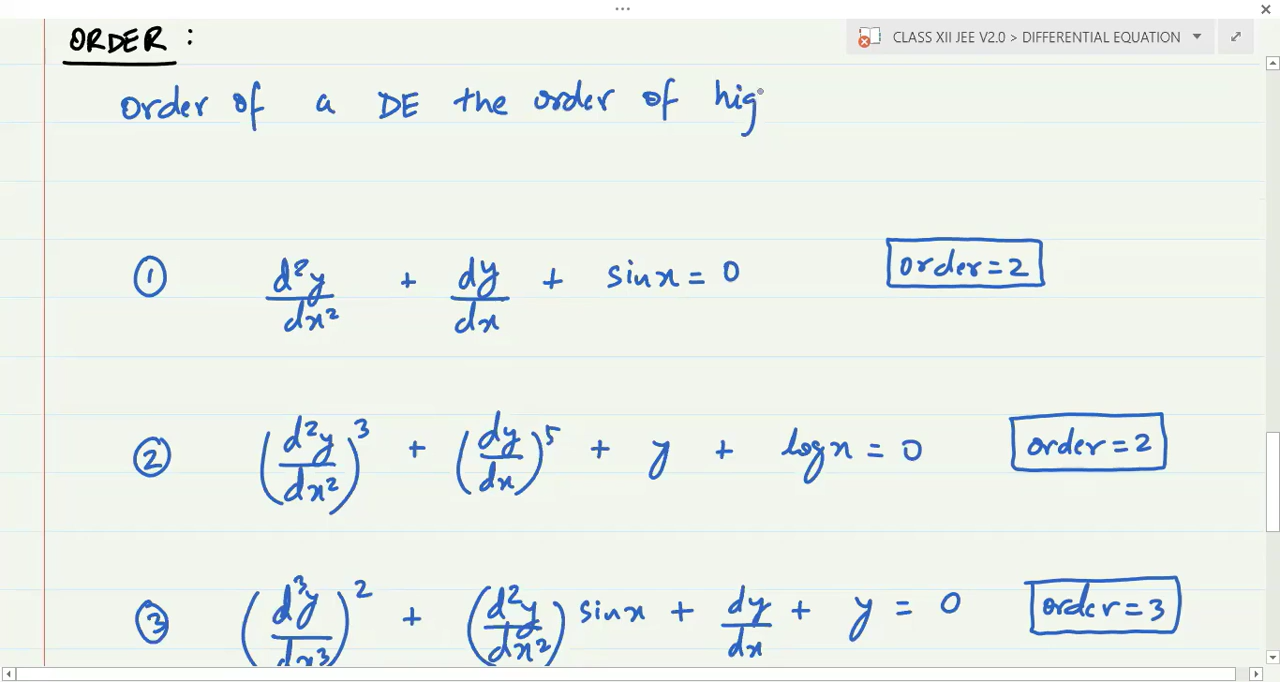 ORDER :
CLASS XII JEE V2.0 > DIFFERENTIAL EQUATION
Order of a DE the order of hig
① d²y/dx² + dy/dx + sinx = 0 order = 2
② (d²y/dx²)³ + (dy/dx)⁵ + y + logx = 0 order = 2
③ (d³y/dx³)² + (d²y/dx²) sinx + dy/dx + y = 0 order = 3